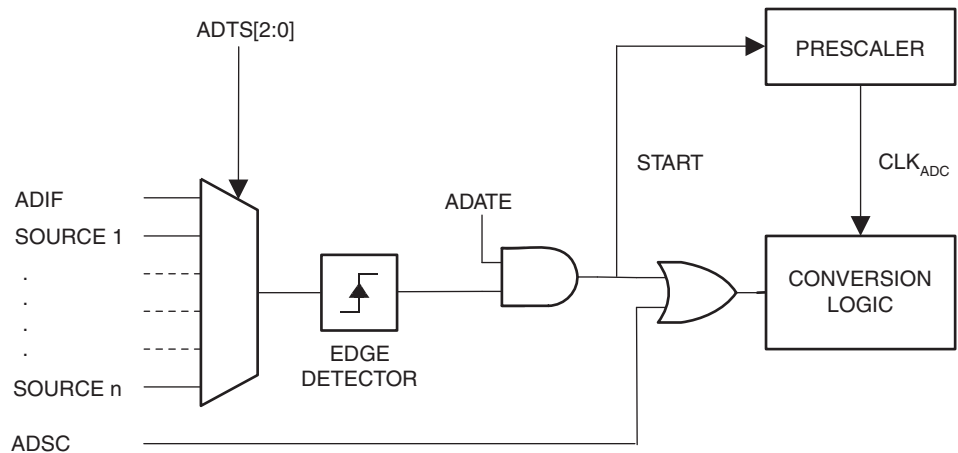 ADTS[2:0]
PRESCALER
START
CLKADC
ADIF
ADATE
SOURCE 1
.
.
.
.
CONVERSION
LOGIC
EDGE
DETECTOR
SOURCE n
ADSC